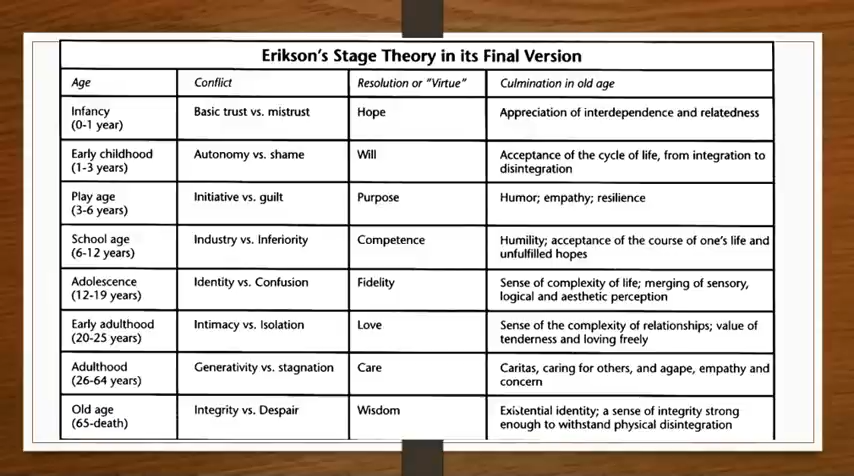 Erikson's Stage Theory in its Final Version
Age Conflict Resolution or "Virtue" Culmination in old age
Infancy Basic trust vs. mistrust Hope Appreciation of interdependence and relatedness
(0-1 year)
Early childhood Autonomy vs. shame Will Acceptance of the cycle of life, from integration to
(1-3 years) disintegration
Play age Initiative vs. guilt Purpose Humor; empathy; resilience
(3-6 years)
School age Industry vs. Inferiority Competence Humility; acceptance of the course of one's life and
(6-12 years) unfulfilled hopes
Adolescence Identity vs. Confusion Fidelity Sense of complexity of life; merging of sensory,
(12-19 years) logical and aesthetic perception
Early adulthood Intimacy vs. Isolation Love Sense of the complexity of relationships; value of
(20-25 years) tenderness and loving freely
Adulthood Generativity vs. stagnation Care Caritas, caring for others, and agape, empathy and
(26-64 years) concern
Old age Integrity vs. Despair Wisdom Existential identity; a sense of integrity strong
(65-death) enough to withstand physical disintegration